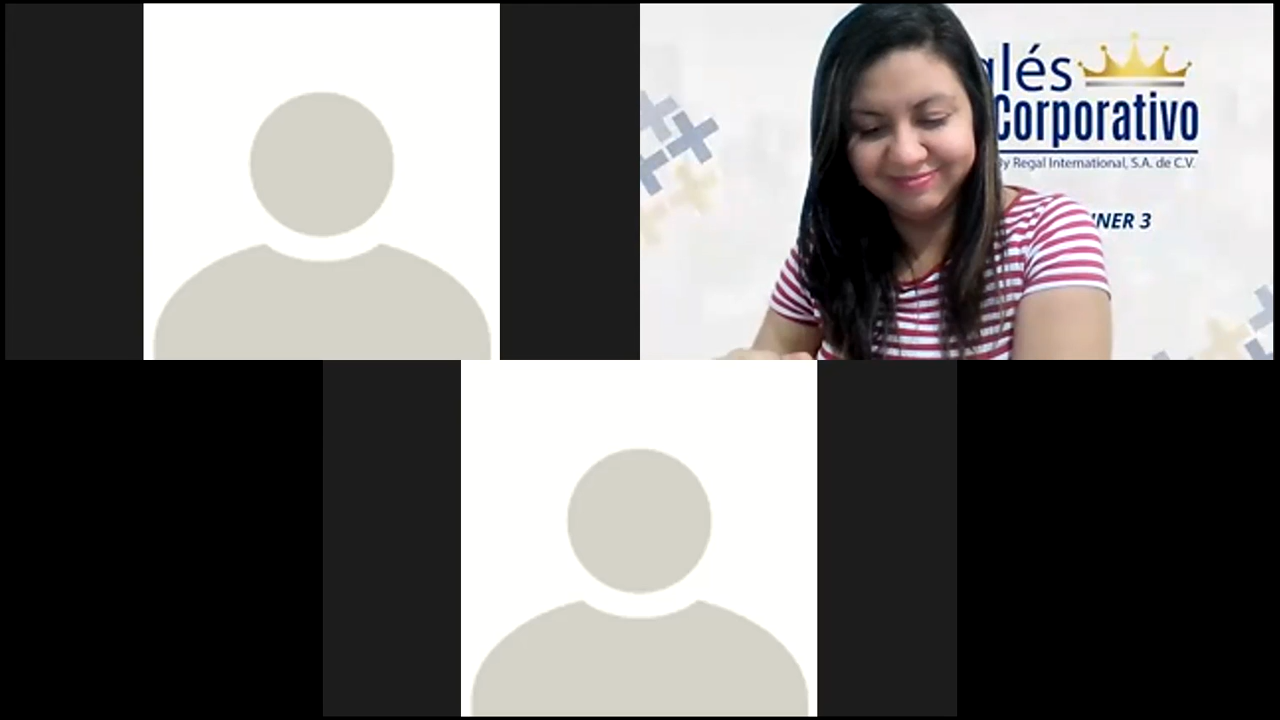 glés
Corporativo
By Regal International, S.A. de C.V.
NER 3